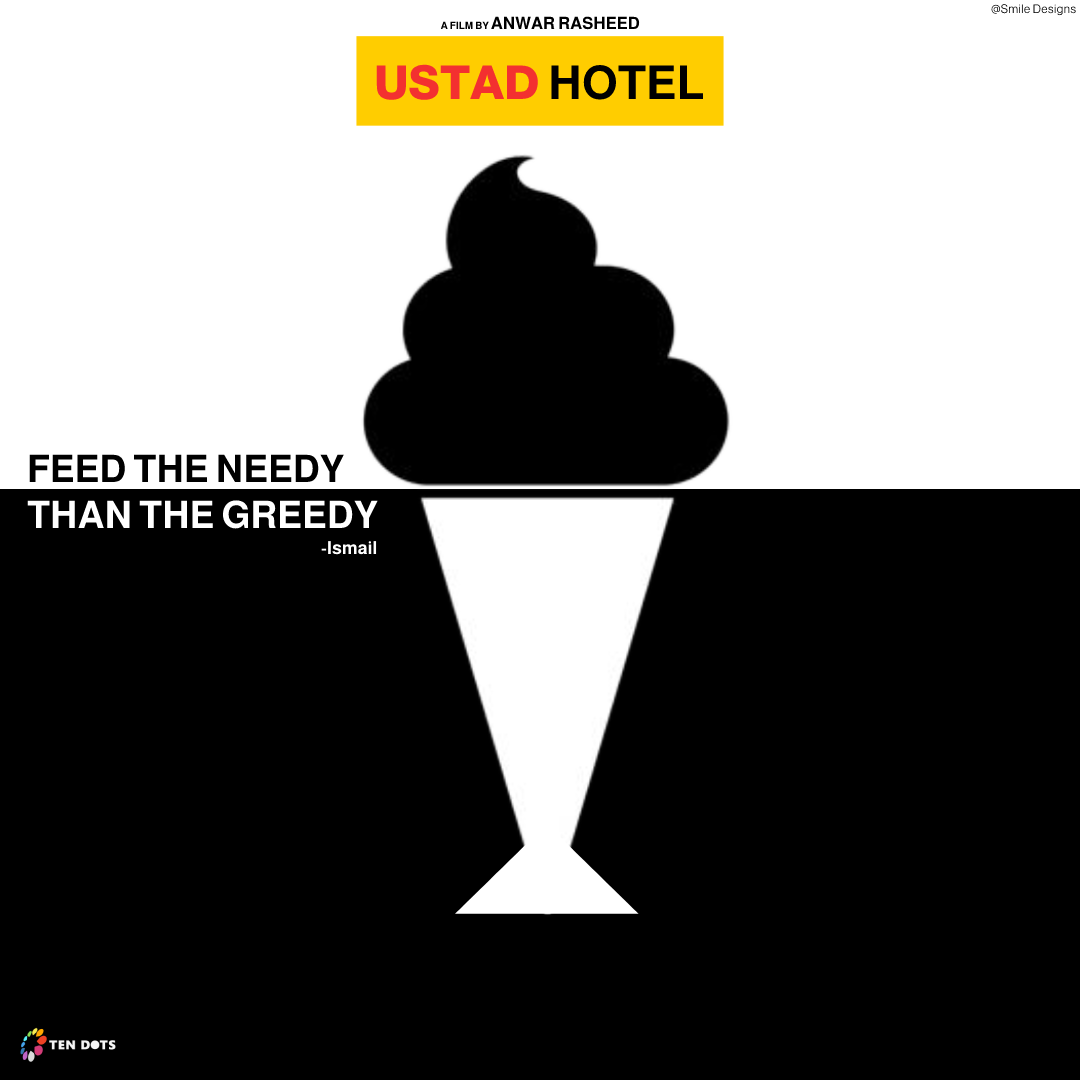 @Smile Designs
A FILM BY ANWAR RASHEED
USTAD HOTEL
FEED THE NEEDY
THAN THE GREEDY
-Ismail
TEN DOTS